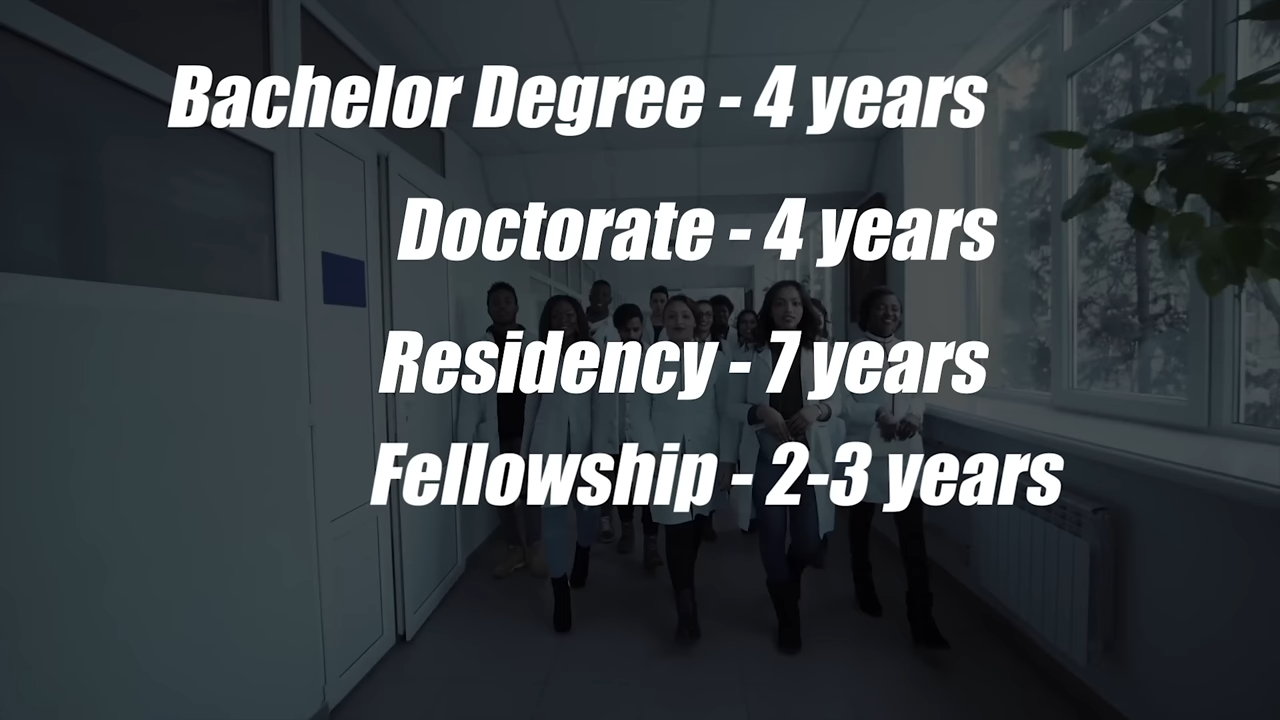 Bachelor Degree - 4 years
Doctorate - 4 years
Residency - 7 years
Fellowship - 2-3 years